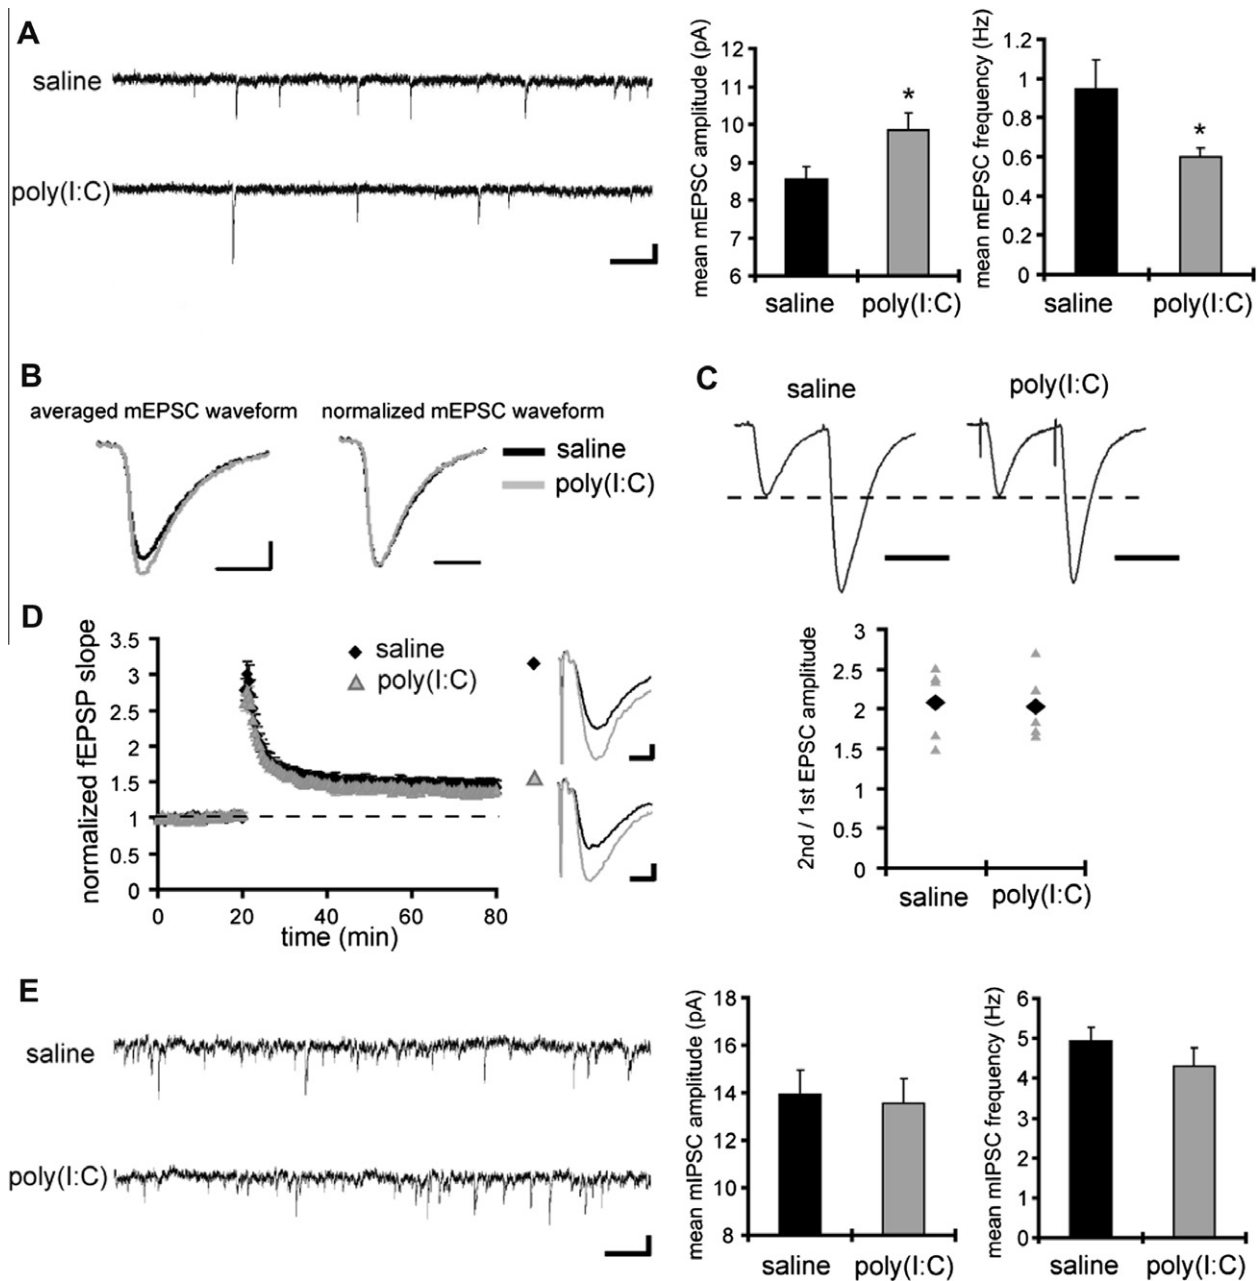 A
saline
poly(I:C)
mean mEPSC amplitude (pA)
12
11
10
9
8
7
6
*
saline
poly(I:C)
mean mEPSC frequency (Hz)
1.2
1
0.8
0.6
0.4
0.2
0
*
saline
poly(I:C)
B
averaged mEPSC waveform
normalized mEPSC waveform
saline
poly(I:C)
C
saline
poly(I:C)
2nd / 1st EPSC amplitude
3
2.5
2
1.5
1
0.5
0
saline
poly(I:C)
D
normalized fEPSP slope
3.5
3
2.5
2
1.5
1
0.5
0
saline
poly(I:C)
0 20 40 60 80
time (min)
E
saline
poly(I:C)
mean mIPSC amplitude (pA)
18
16
14
12
10
8
saline
poly(I:C)
mean mIPSC frequency (Hz)
6
5
4
3
2
1
0
saline
poly(I:C)